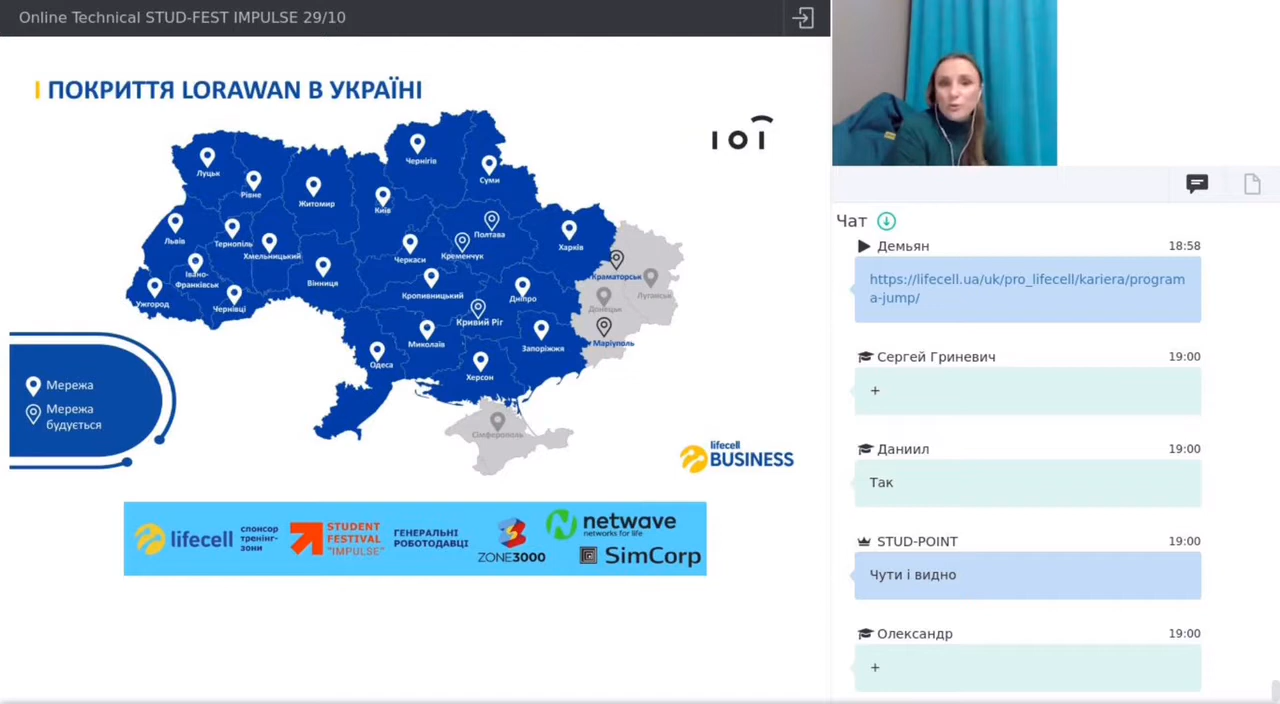 Online Technical STUD-FEST IMPULSE 29/10
ПОКРИТТЯ LORAWAN В УКРАЇНІ
ІОТ
Чернігів
Луцьк
Рівне
Житомир
Суми
Київ
Полтава
Львів
Тернопіль
Хмельницький
Черкаси
Кременчук
Харків
Івано-
Франківськ
Вінниця
Краматорськ
Луганськ
Ужгород
Чернівці
Кропивницький
Дніпро
Донецьк
Кривий Ріг
Миколаїв
Запоріжжя
Маріуполь
Одеса
Херсон
Сімферополь
Мережа
Мережа
будується
lifecell
BUSINESS
lifecell
спонсор
тренінг-
зони
STUDENT
FESTIVAL
"IMPULSE"
ГЕНЕРАЛЬНІ
РОБОТОДАВЦІ
ZONE3000
netwave
networks for life
SimCorp
Чат
Демьян 18:58
https://lifecell.ua/uk/pro_lifecell/kariera/program
a-jump/
Сергей Гриневич 19:00
+
Даниил 19:00
Так
STUD-POINT 19:00
Чути і видно
Олександр 19:00
+